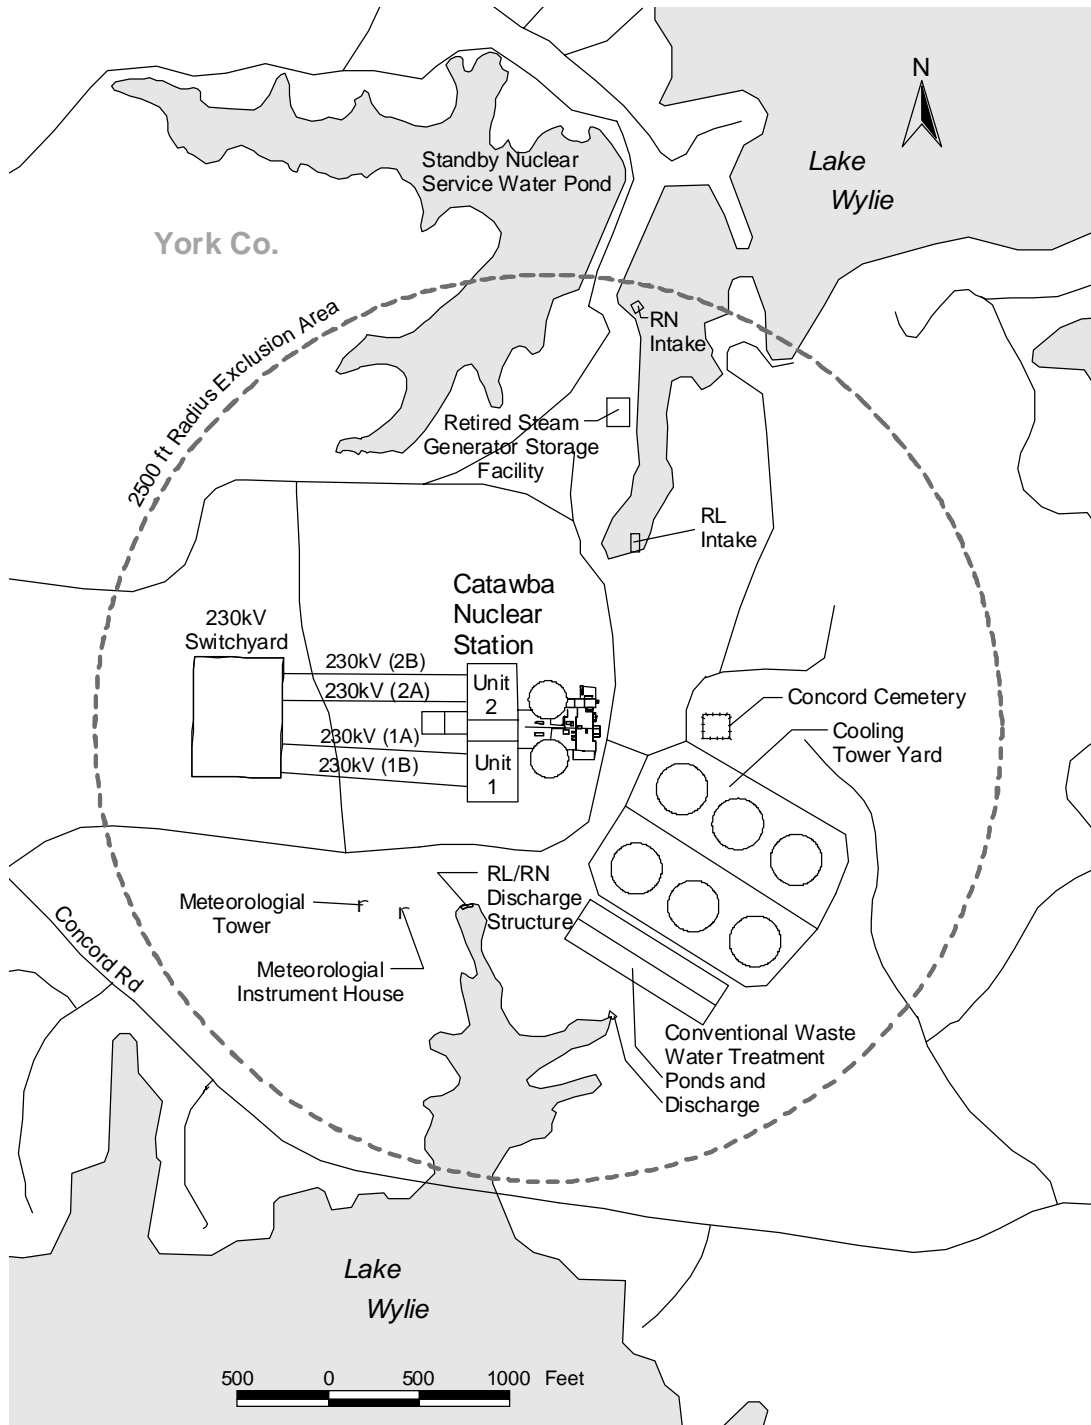 N
Lake
Wylie
Standby Nuclear
Service Water Pond
York Co.
2500 ft Radius Exclusion Area
RN
Intake
Retired Steam
Generator Storage
Facility
RL
Intake
Catawba
Nuclear
Station
230kV
Switchyard
230kV (2B)
230kV (2A)
230kV (1A)
230kV (1B)
Unit
2
Unit
1
Concord Cemetery
Cooling
Tower Yard
RL/RN
Discharge
Structure
Meteorologial
Tower
Meteorologial
Instrument House
Concord Rd
Conventional Waste
Water Treatment
Ponds and
Discharge
Lake
Wylie
500 0 500 1000 Feet